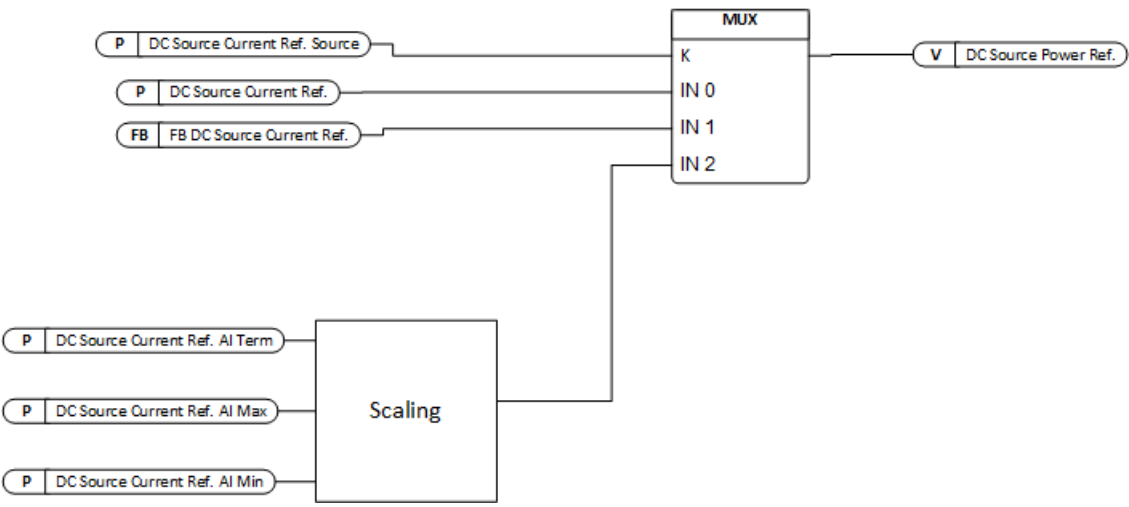 MUX
P DC Source Current Ref. Source
K
V DC Source Power Ref.
P DC Source Current Ref.
IN 0
FB FB DC Source Current Ref.
IN 1
IN 2
P DC Source Current Ref. AI Term
P DC Source Current Ref. AI Max
Scaling
P DC Source Current Ref. AI Min